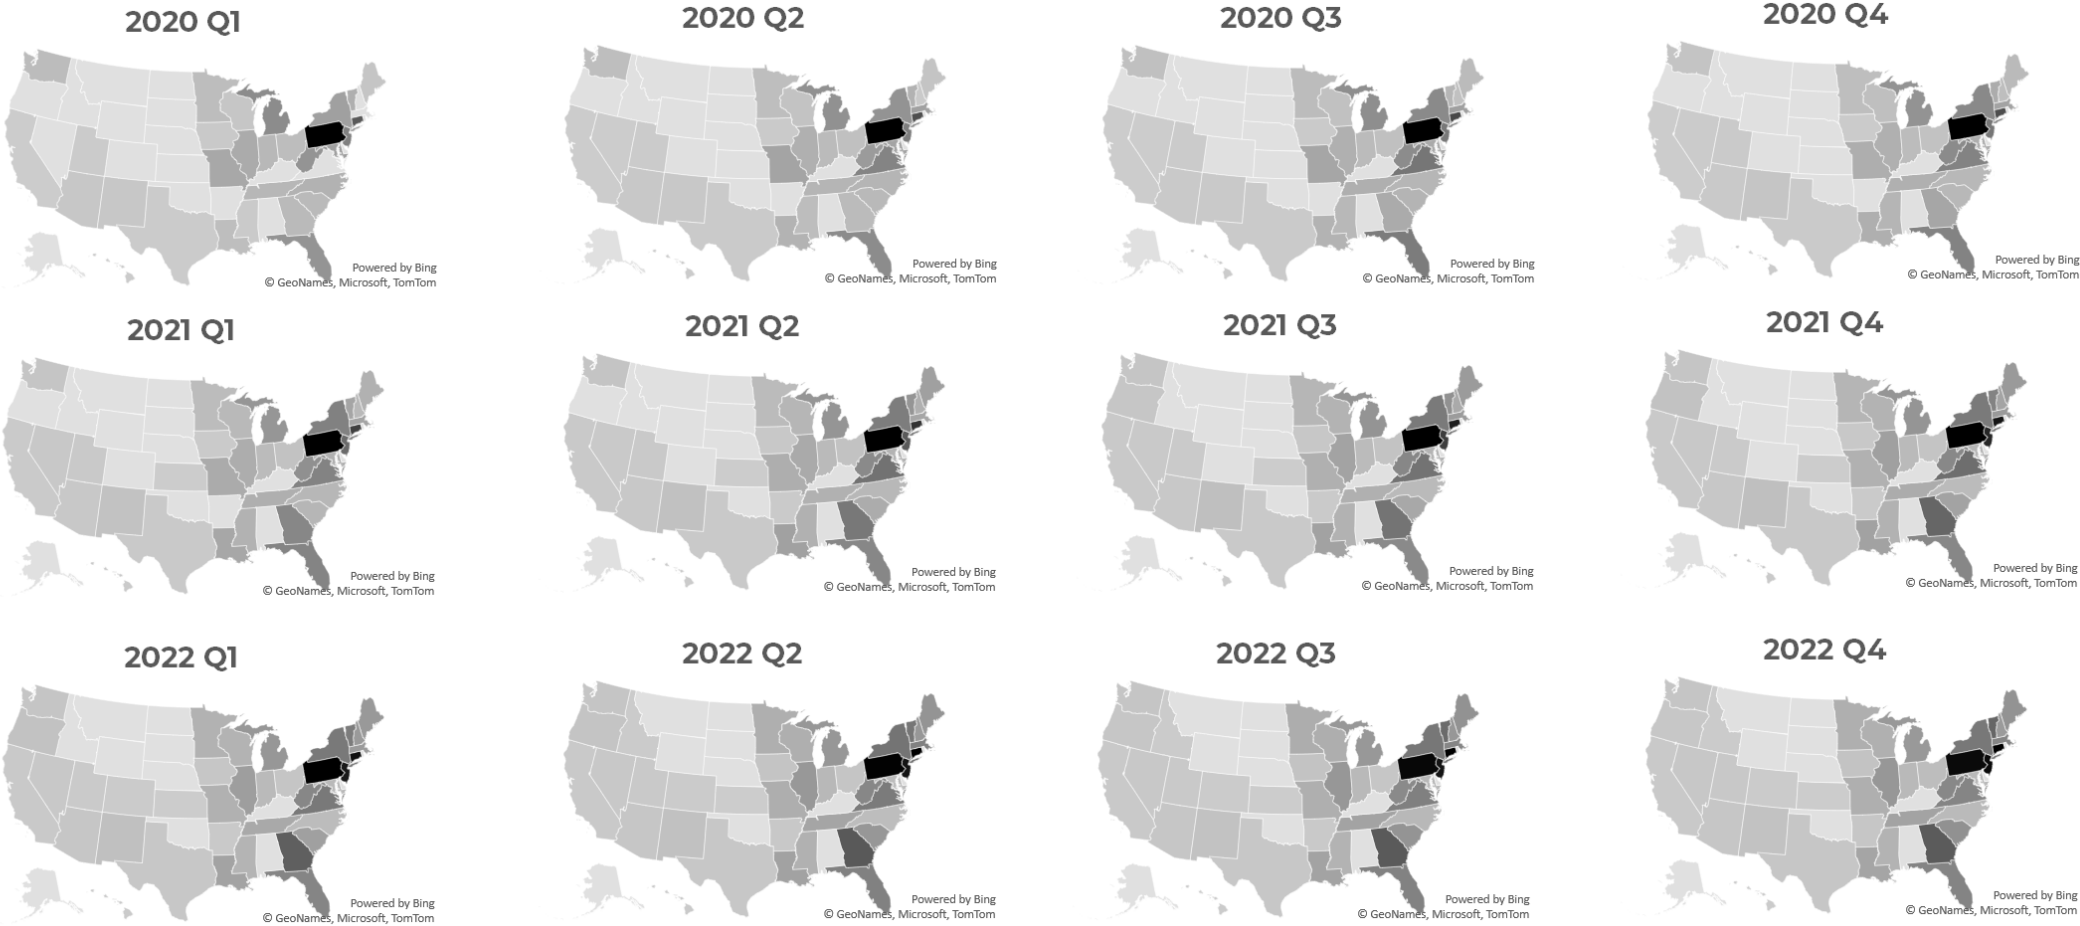 2020 Q1
2020 Q2
2020 Q3
2020 Q4
Powered by Bing
© GeoNames, Microsoft, TomTom
Powered by Bing
© GeoNames, Microsoft, TomTom
Powered by Bing
© GeoNames, Microsoft, TomTom
Powered by Bing
© GeoNames, Microsoft, TomTom
2021 Q1
2021 Q2
2021 Q3
2021 Q4
Powered by Bing
© GeoNames, Microsoft, TomTom
Powered by Bing
© GeoNames, Microsoft, TomTom
Powered by Bing
© GeoNames, Microsoft, TomTom
Powered by Bing
© GeoNames, Microsoft, TomTom
2022 Q1
2022 Q2
2022 Q3
2022 Q4
Powered by Bing
© GeoNames, Microsoft, TomTom
Powered by Bing
© GeoNames, Microsoft, TomTom
Powered by Bing
© GeoNames, Microsoft, TomTom
Powered by Bing
© GeoNames, Microsoft, TomTom